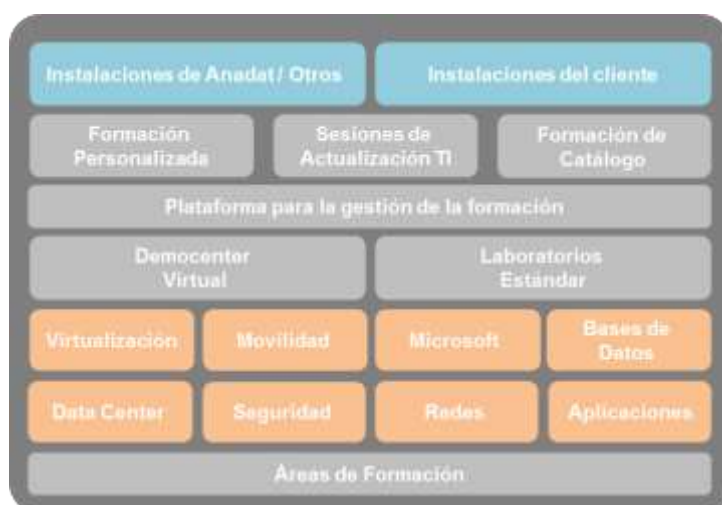 Instalaciones de Anadat / Otros
Instalaciones del cliente
Formación
Personalizada
Sesiones de
Actualización TI
Formación de
Catálogo
Plataforma para la gestión de la formación
Democenter
Virtual
Laboratorios
Estándar
Virtualización
Movilidad
Microsoft
Bases de
Datos
Data Center
Seguridad
Redes
Aplicaciones
Áreas de Formación